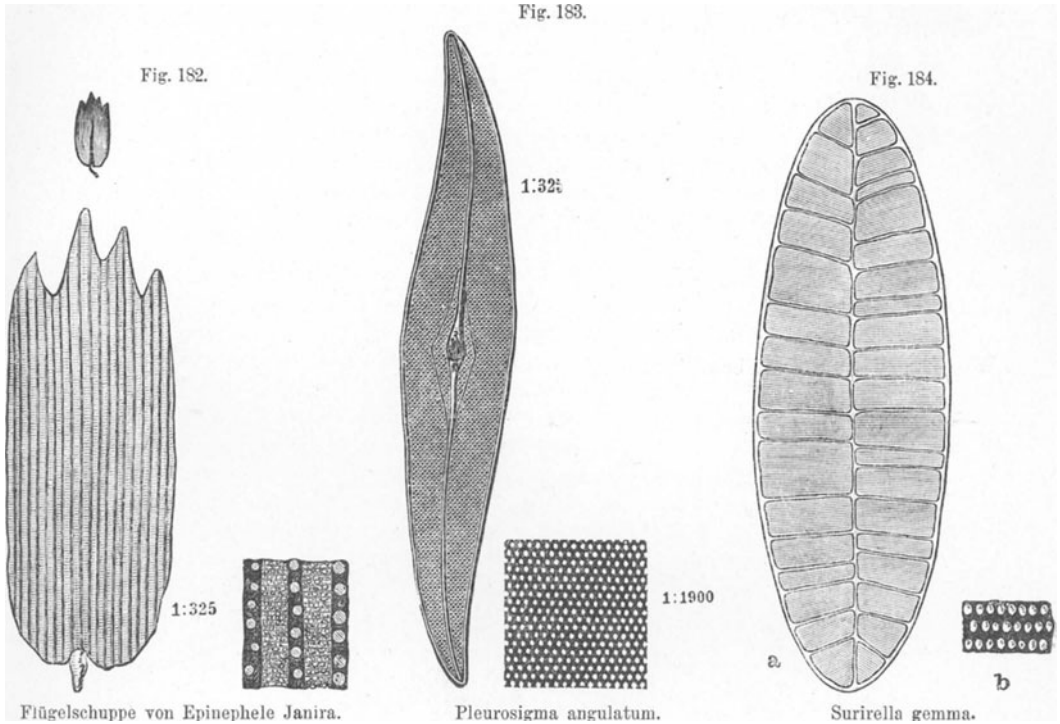 Fig. 182.
1:325
Flügelschuppe von Epinephele Janira.
Fig. 183.
1:1900
Pleurosigma angulatum.
Fig. 184.
a
b
Surirella gemma.